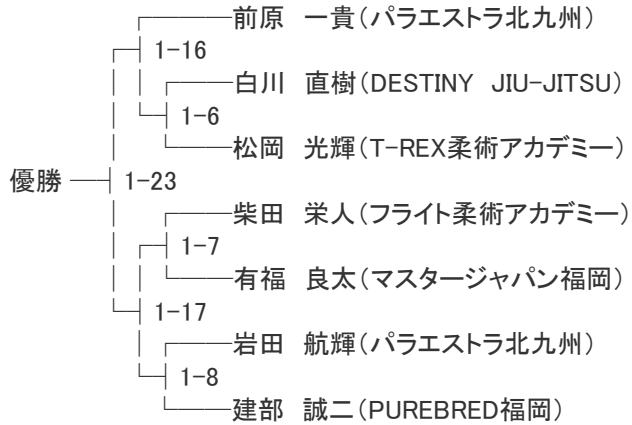 前原　一貴（パラエストラ北九州）
1-16
白川　直樹（DESTINY　JIU-JITSU）
1-6
松岡　光輝（T-REX柔術アカデミー）
優勝 1-23
柴田　栄人（フライト柔術アカデミー）
1-7
有福　良太（マスタージャパン福岡）
1-17
岩田　航輝（パラエストラ北九州）
1-8
建部　誠二（PUREBRED福岡）